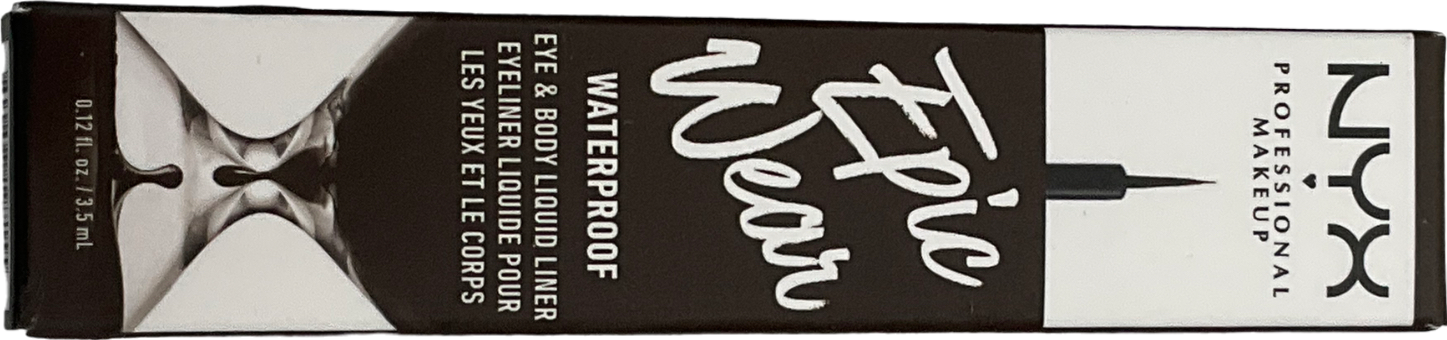 NYX
PROFESSIONAL
MAKEUP
Epic
Wear
WATERPROOF
EYE & BODY LIQUID LINER
EYELINER LIQUIDE POUR
LES YEUX ET LE CORPS
0.12 fl. oz. / 3.5 mL